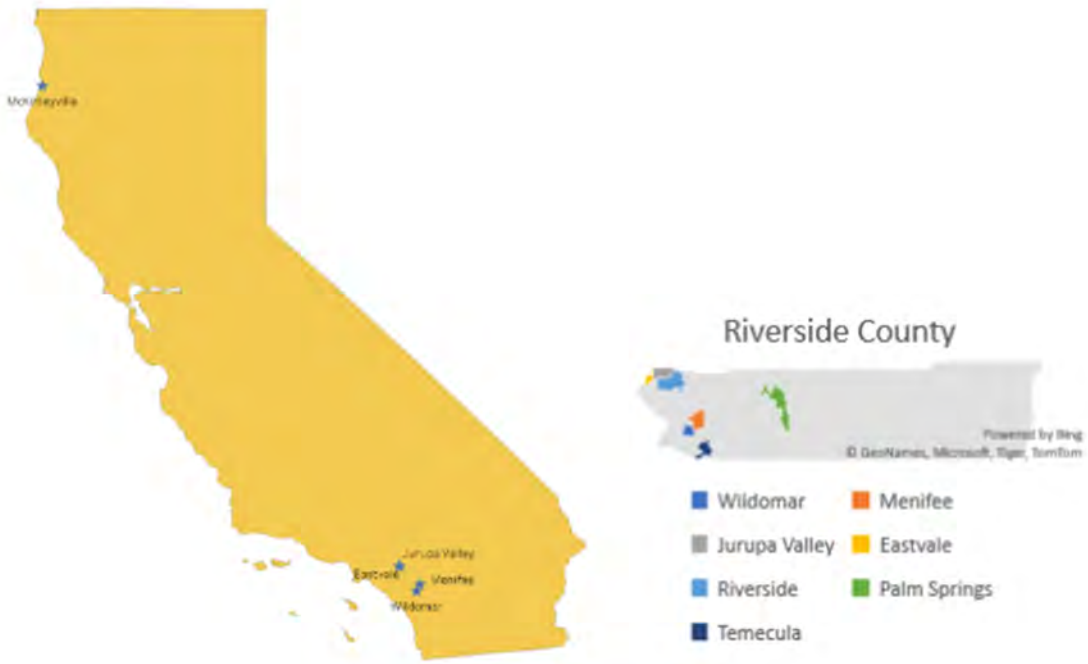 McKinleyville
Jurupa Valley
Eastvale
Menifee
Wildomar
Riverside County
Powered by Bing
© GeoNames, Microsoft, Tiger, TomTom
Wildomar
Menifee
Jurupa Valley
Eastvale
Riverside
Palm Springs
Temecula